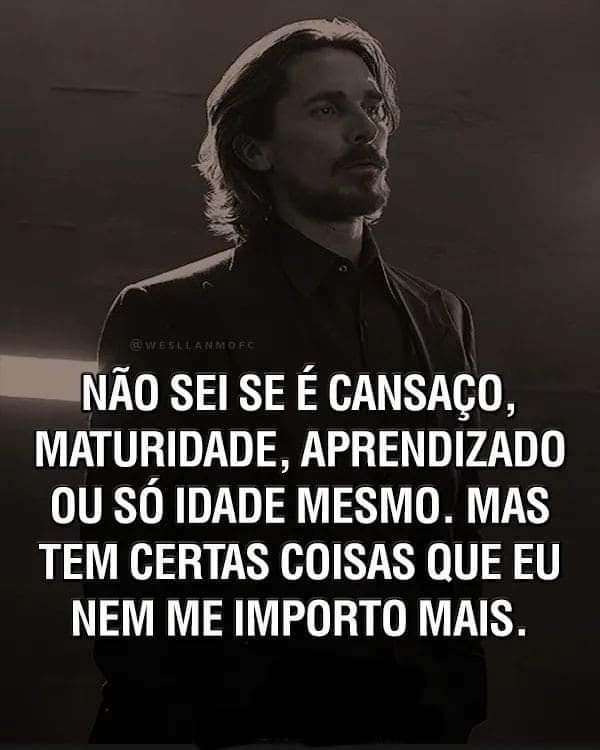 @WESLLANMOFC
NÃO SEI SE É CANSAÇO,
MATURIDADE, APRENDIZADO
OU SÓ IDADE MESMO. MAS
TEM CERTAS COISAS QUE EU
NEM ME IMPORTO MAIS.